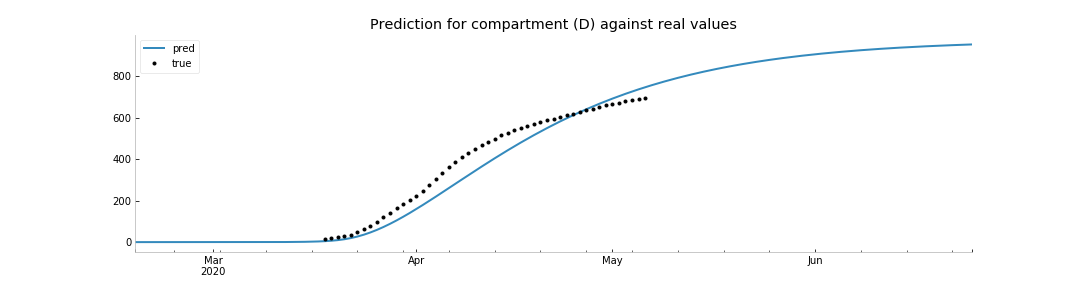 Prediction for compartment (D) against real values
pred
true
800
600
400
200
0
Mar
2020
Apr
May
Jun